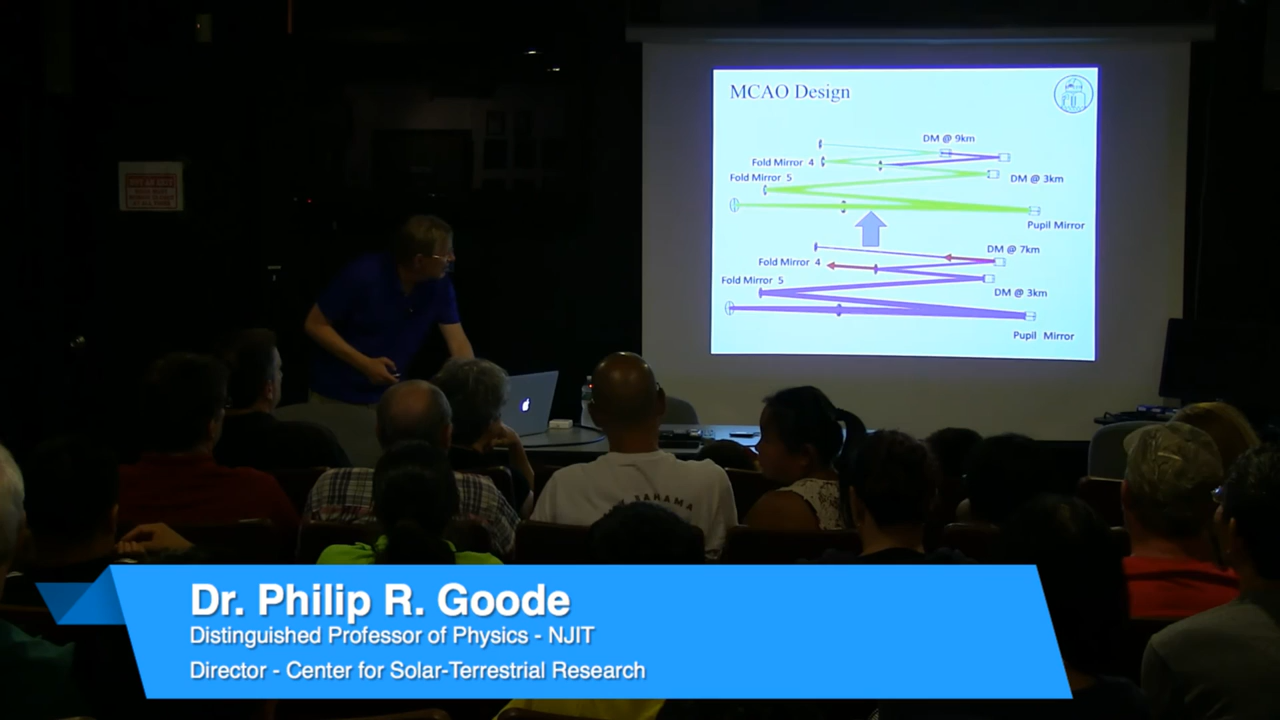 MCAO Design
DM @ 9km
Fold Mirror 4
Fold Mirror 5
DM @ 3km
Pupil Mirror
DM @ 7km
Fold Mirror 4
Fold Mirror 5
DM @ 3km
Pupil Mirror
BAHAMA
Dr. Philip R. Goode
Distinguished Professor of Physics - NJIT
Director - Center for Solar-Terrestrial Research